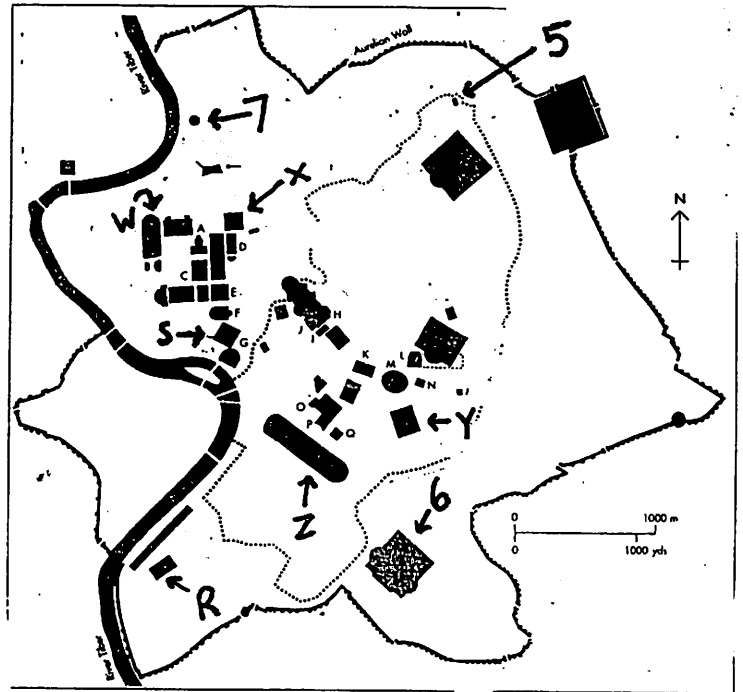 River Tiber
Aurelian Wall
5
7
X
W
A
D
C
E
F
S
G
H
J
I
N
K
L
M
N
O
P
Q
Y
Z
6
0 1000 m
0 1000 yds
R
River Tiber